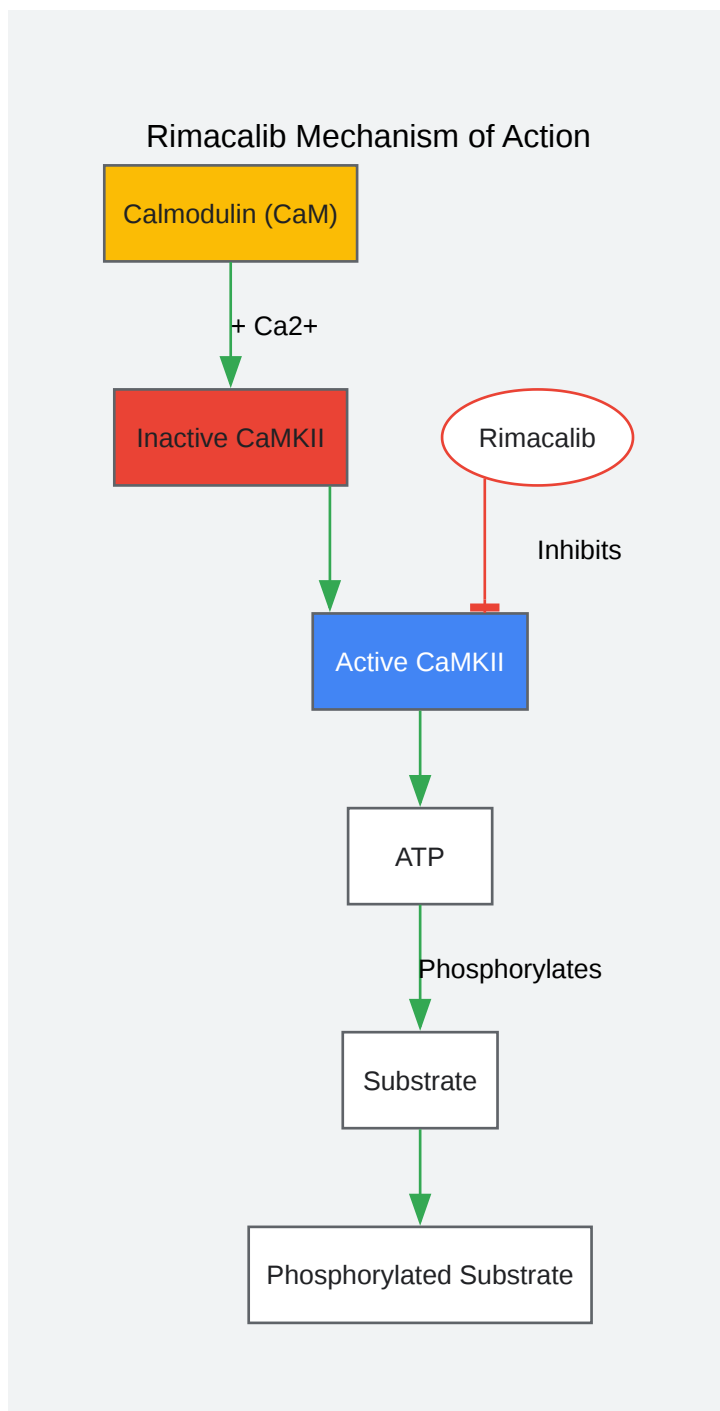 Rimacalib Mechanism of Action
Calmodulin (CaM)
+ Ca2+
Inactive CaMKII
Rimacalib
Inhibits
Active CaMKII
ATP
Phosphorylates
Substrate
Phosphorylated Substrate